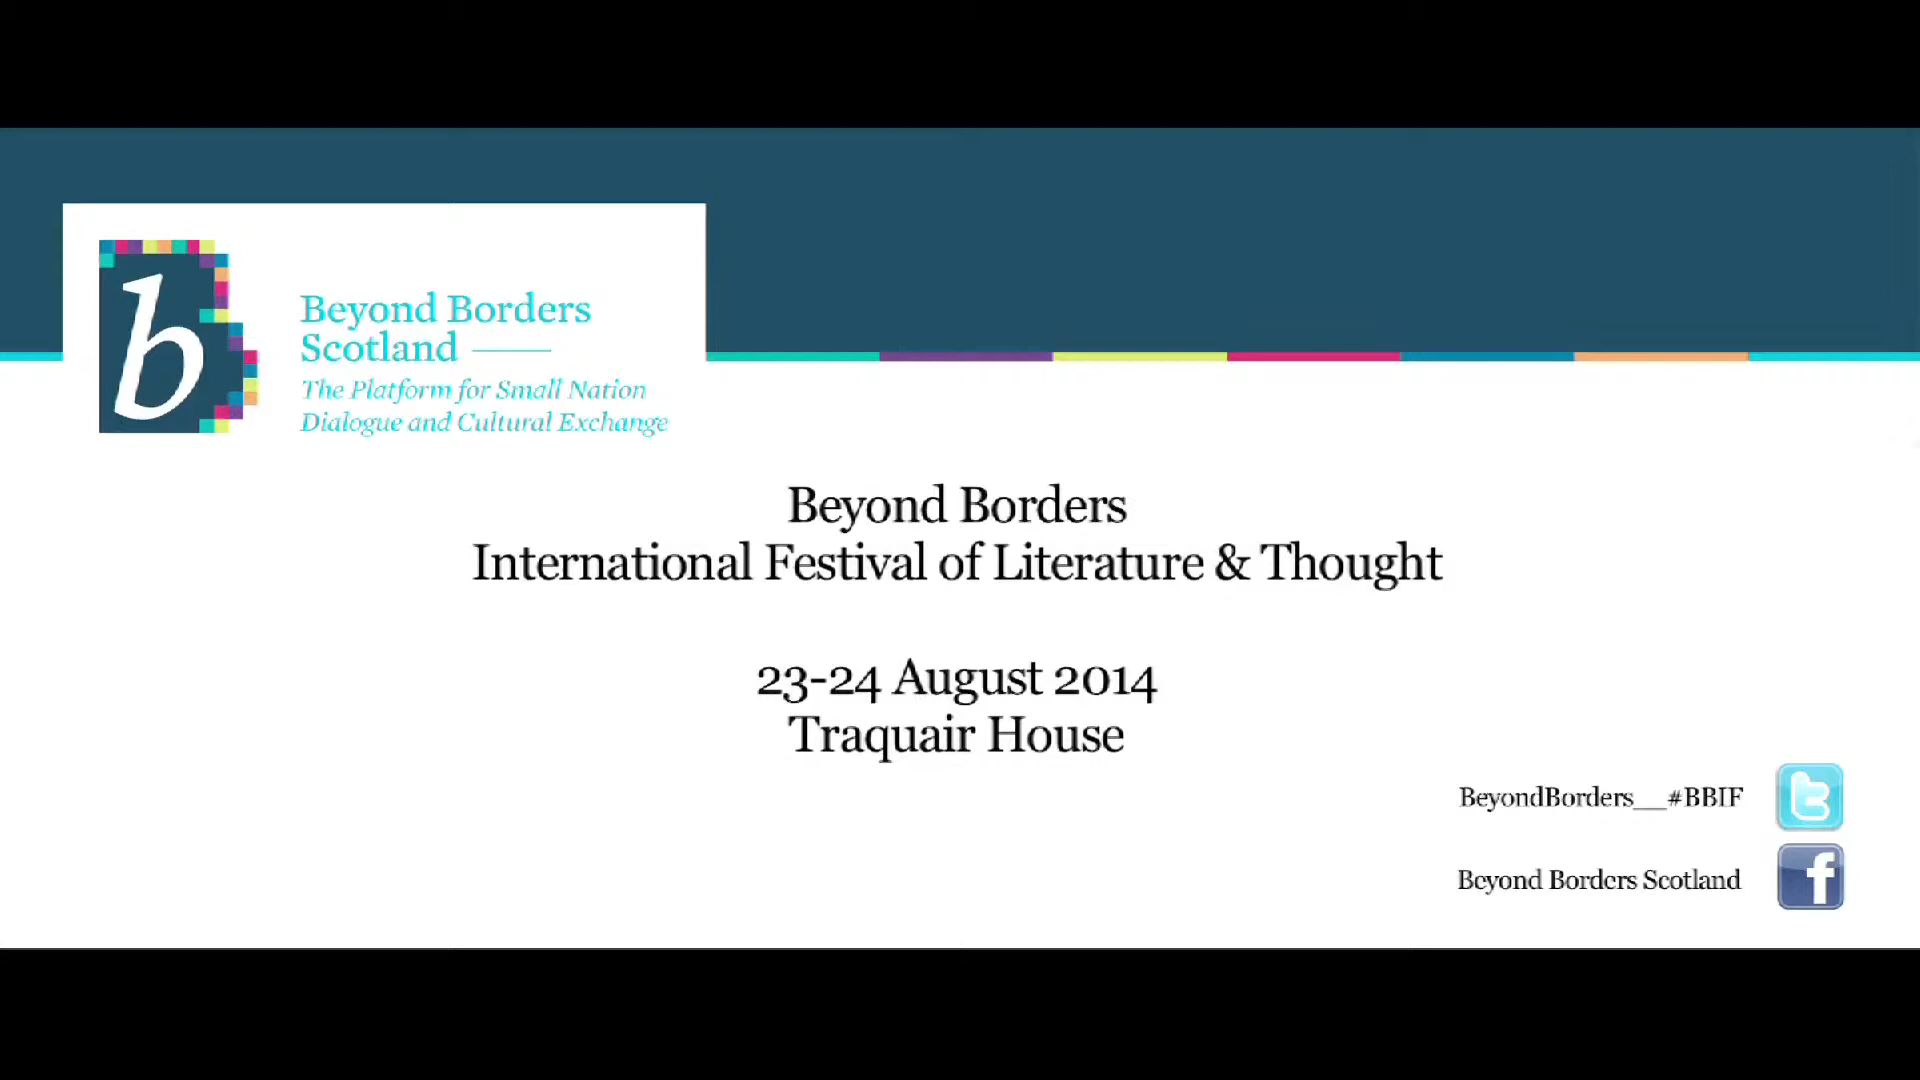 b
Beyond Borders
Scotland
The Platform for Small Nation
Dialogue and Cultural Exchange
Beyond Borders
International Festival of Literature & Thought
23-24 August 2014
Traquair House
BeyondBorders__#BBIF
Beyond Borders Scotland